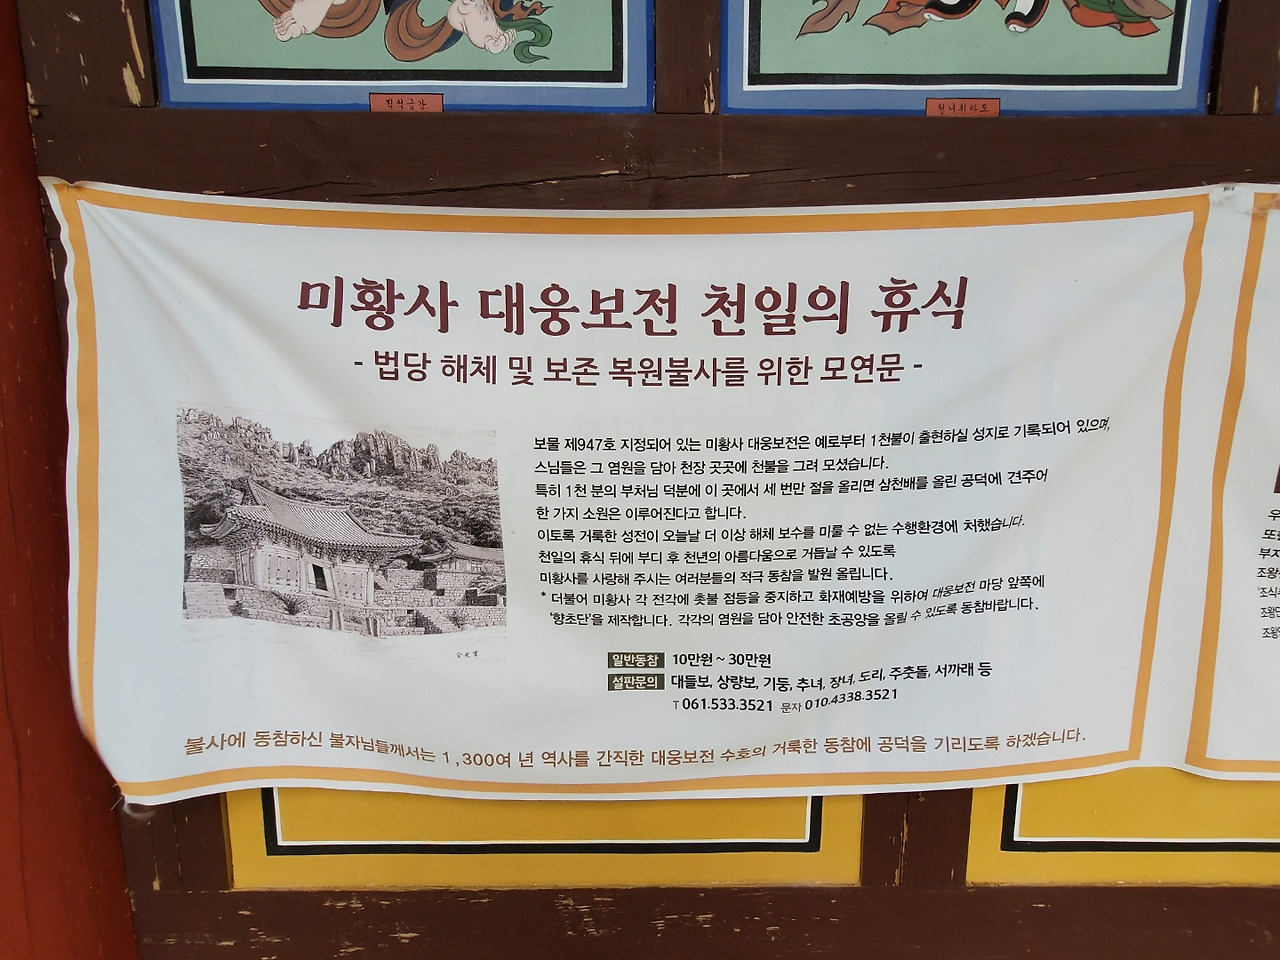 적석금강
미황사 대웅보전 천일의 휴식
- 법당 해체 및 보존 복원불사를 위한 모연문 -
보물 제947호 지정되어 있는 미황사 대웅보전은 예로부터 1천불이 출현하실 성지로 기록되어 있으며,
스님들은 그 염원을 담아 천장 곳곳에 천불을 그려 모셨습니다.
특히 1천 분의 부처님 덕분에 이 곳에서 세 번만 절을 올리면 삼천배를 올린 공덕에 견주어
한 가지 소원은 이루어진다고 합니다.
이토록 거룩한 성전이 오늘날 더 이상 해체 보수를 미룰 수 없는 수행환경에 처했습니다.
천일의 휴식 뒤에 부디 후 천년의 아름다움으로 거듭날 수 있도록
미황사를 사랑해 주시는 여러분들의 적극 동참을 발원 올립니다.
* 더불어 미황사 각 전각에 촛불 점등을 중지하고 화재예방을 위하여 대웅보전 마당 앞쪽에
'향초단'을 제작합니다. 각각의 염원을 담아 안전한 초공양을 올릴 수 있도록 동참바랍니다.
일반동참 10만원 ~ 30만원
설판문의 대들보, 상량보, 기둥, 추녀, 장녀, 도리, 주춧돌, 서까래 등
T 061.533.3521 문자 010.4338.3521
불사에 동참하신 불자님들께서는 1,300여 년 역사를 간직한 대웅보전 수호의 거룩한 동참에 공덕을 기리도록 하겠습니다.
우
또한
부자
조왕
'조식
조왕단
조왕